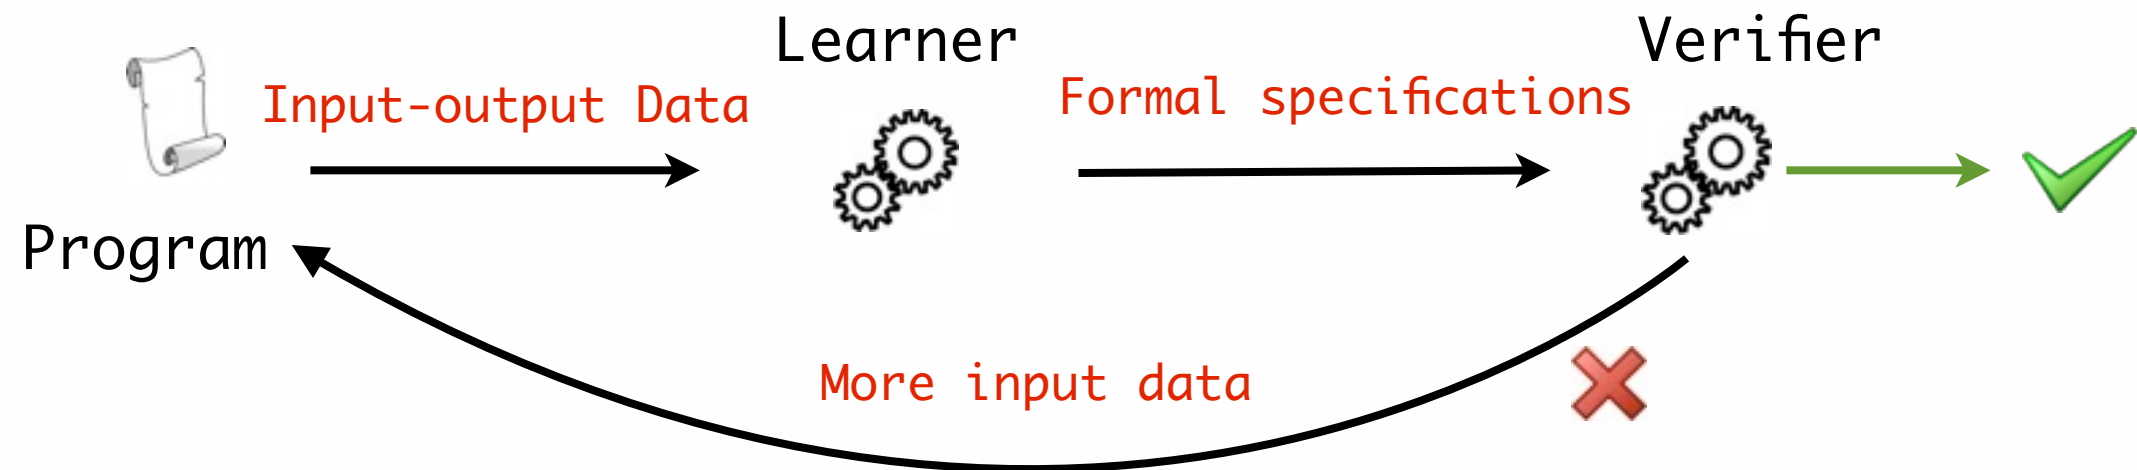 Learner
Verifier
Input-output Data
Formal specifications
Program
More input data